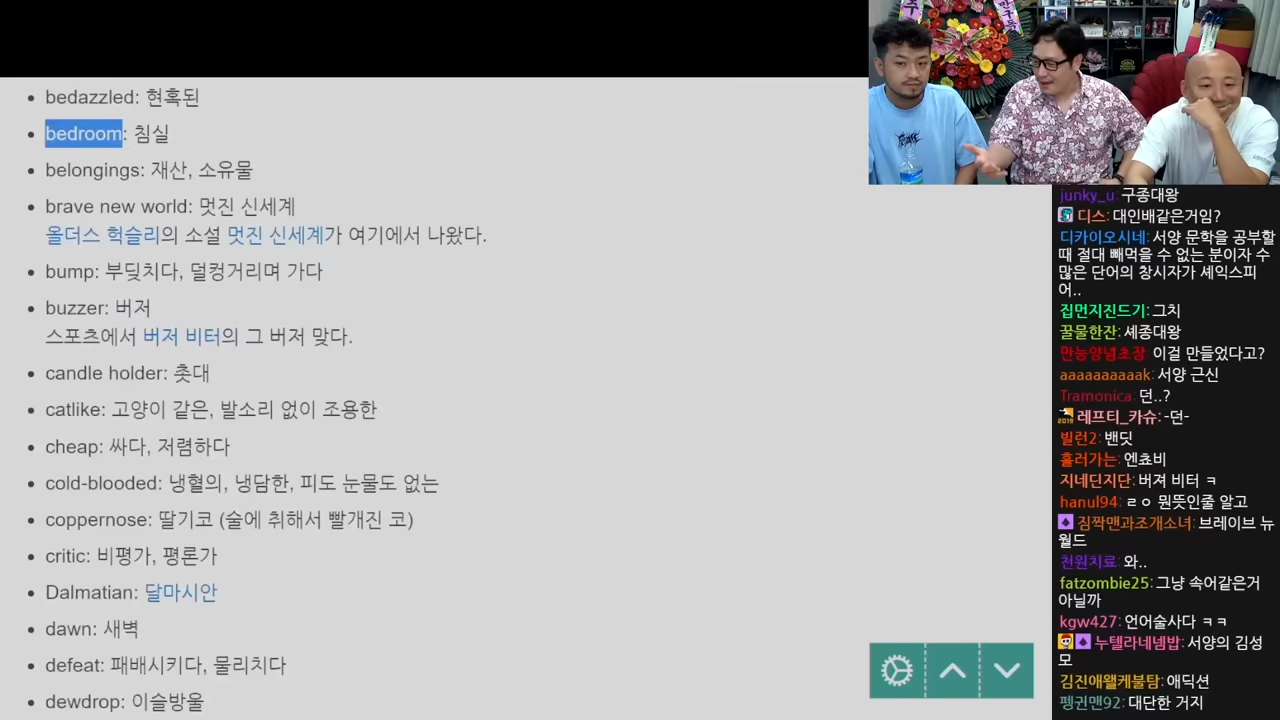 bedazzled: 현혹된
bedroom: 침실
belongings: 재산, 소유물
brave new world: 멋진 신세계
올더스 헉슬리의 소설 멋진 신세계가 여기에서 나왔다.
bump: 부딪치다, 덜컹거리며 가다
buzzer: 버저
스포츠에서 버저 비터의 그 버저 맞다.
candle holder: 촛대
catlike: 고양이 같은, 발소리 없이 조용한
cheap: 싸다, 저렴하다
cold-blooded: 냉혈의, 냉담한, 피도 눈물도 없는
coppernose: 딸기코 (술에 취해서 빨개진 코)
critic: 비평가, 평론가
Dalmatian: 달마시안
dawn: 새벽
defeat: 패배시키다, 물리치다
dewdrop: 이슬방울
junky_u: 구종대왕
디스: 대인배같은거임?
디카이오시네: 서양 문학을 공부할
때 절대 빼먹을 수 없는 분이자 수
많은 단어의 창시자가 셰익스피
어..
집먼지진드기: 그치
꿀물한잔: 셰종대왕
만능양념초장: 이걸 만들었다고?
aaaaaaaaaak: 서양 근신
Tramonica: 던..?
레프티_카슈: -던-
빌런2: 밴딧
홀러가는: 엔쵸비
지네딘지단: 버져 비터 ㅋ
hanul94: ㄹㅇ 뭔뜻인줄 알고
짐짝맨과조개소녀: 브레이브 뉴
월드
천원치료: 와..
fatzombie25: 그냥 속어같은거
아닐까
kgw427: 언어술사다 ㅋㅋ
누텔라네넴밥: 서양의 김성
모
김진애왤케불탐: 애딕션
펭귄맨92: 대단한 거지